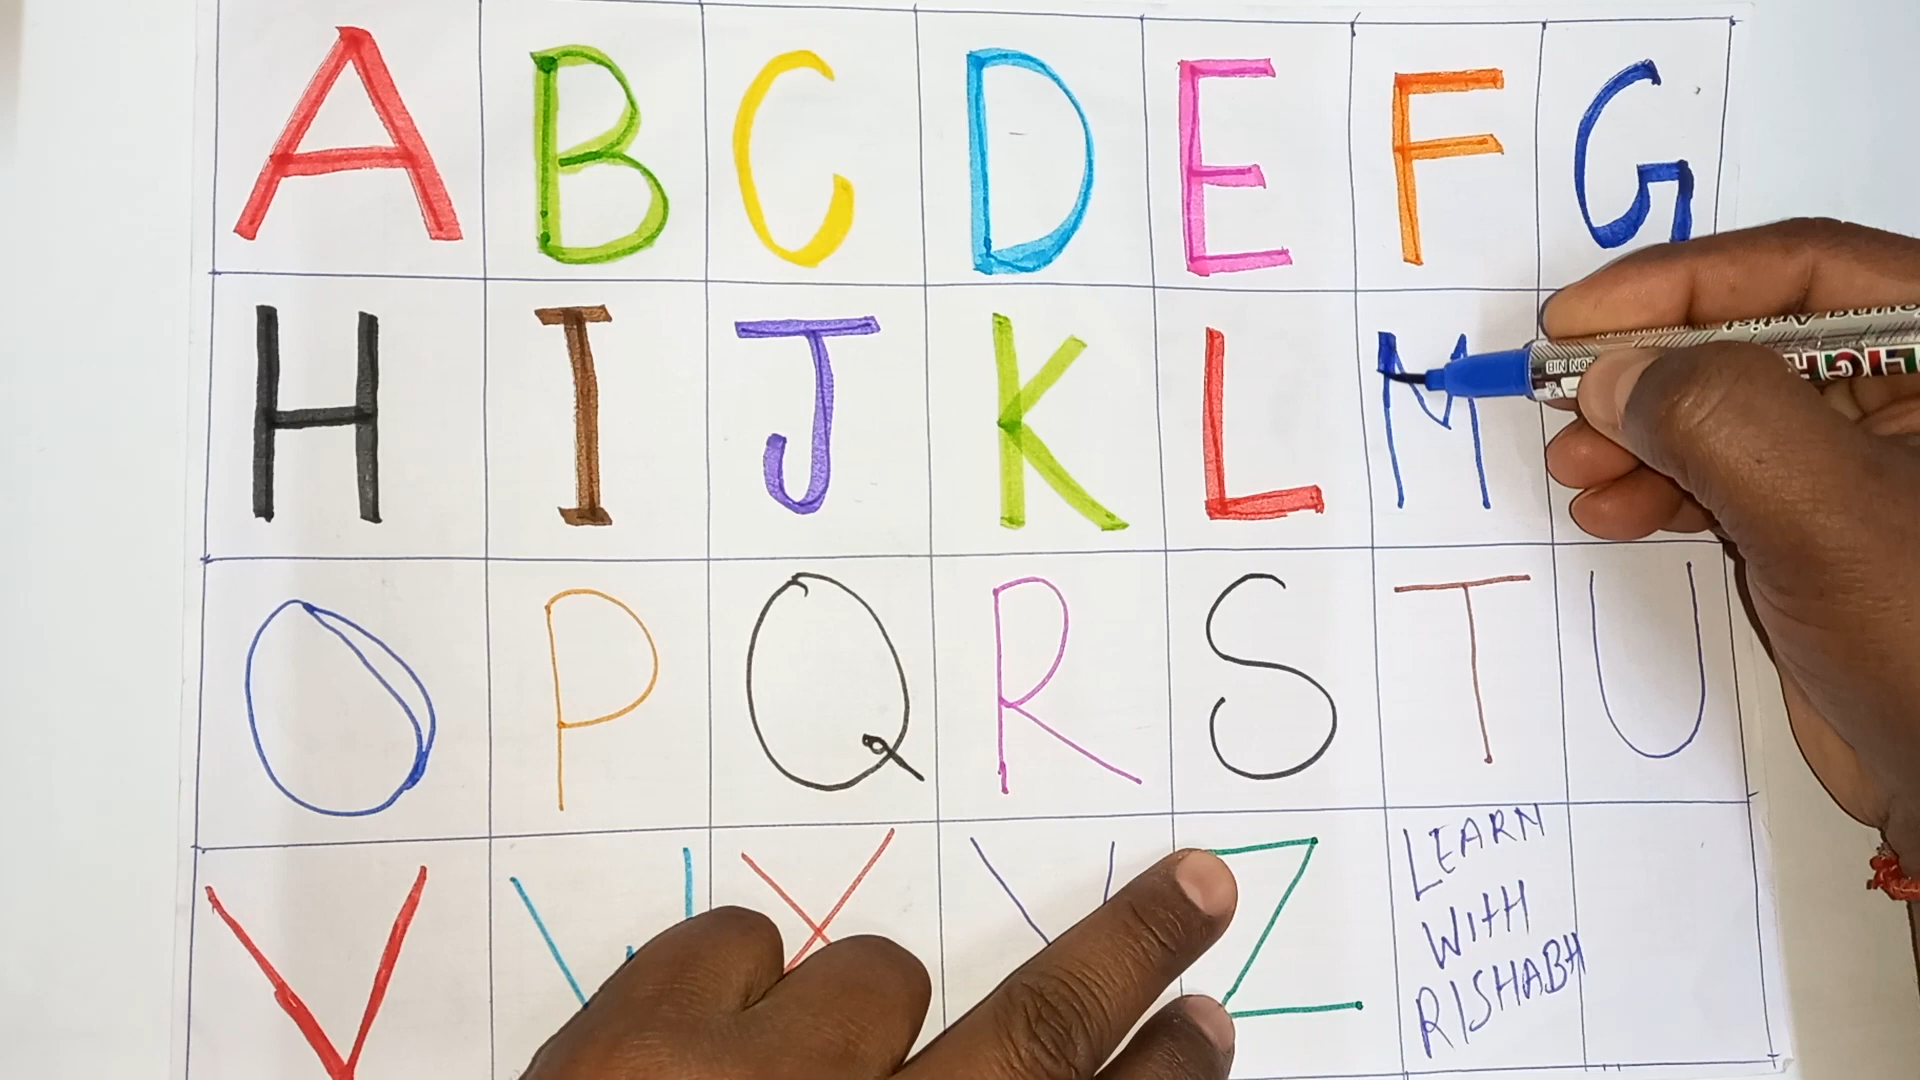 A B C D E F G
H I J K L M
O P Q R S T U
V W X Y Z
LEARN
WITH
RISHABH